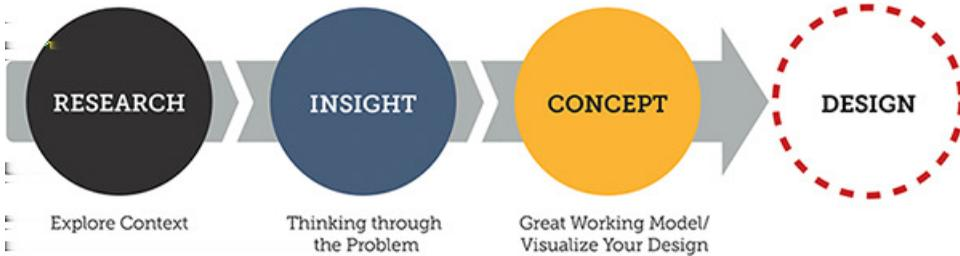 RESEARCH
INSIGHT
CONCEPT
DESIGN
Explore Context
Thinking through
the Problem
Great Working Model/
Visualize Your Design